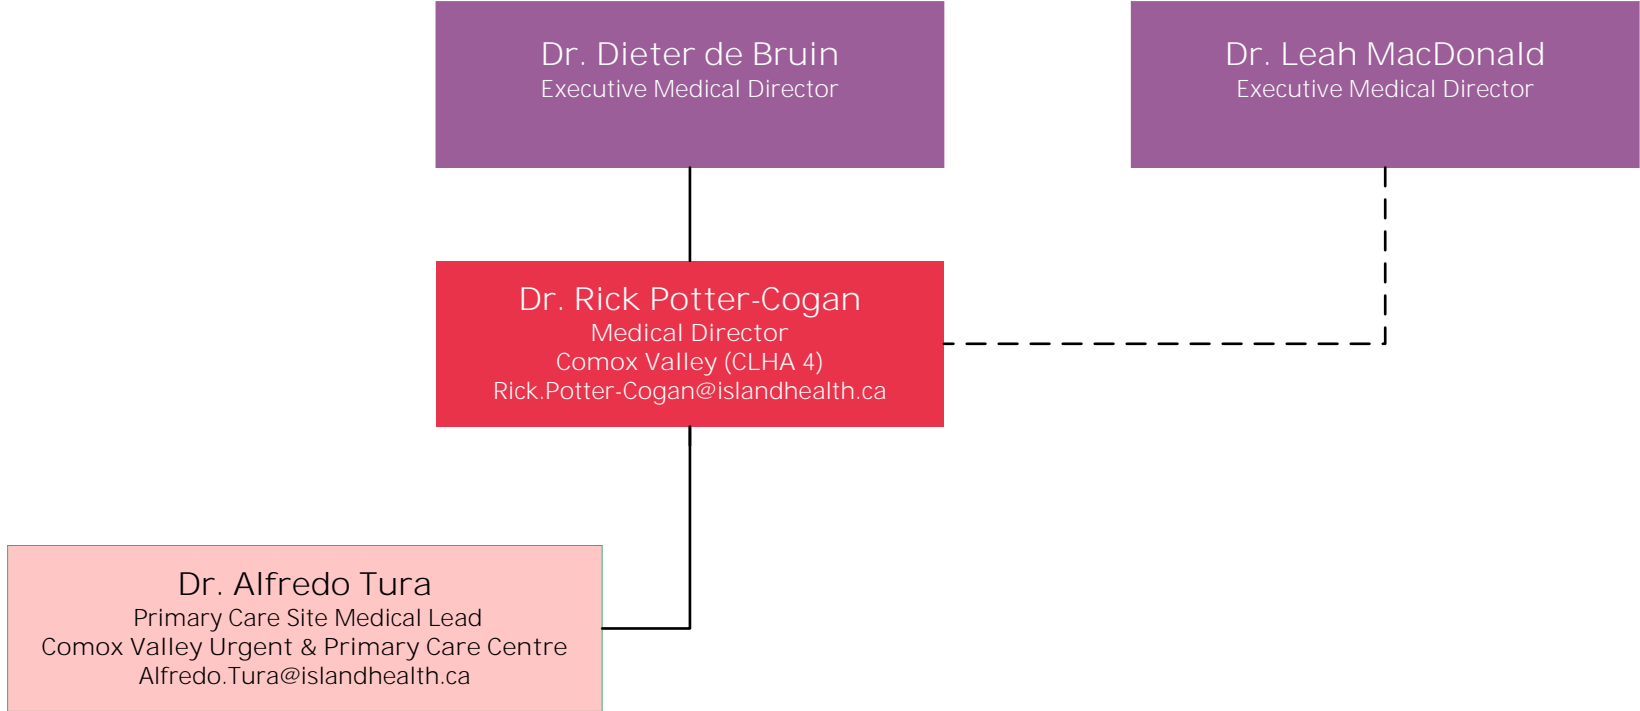 Dr. Dieter de Bruin
Executive Medical Director
Dr. Leah MacDonald
Executive Medical Director
Dr. Rick Potter-Cogan
Medical Director
Comox Valley (CLHA 4)
Rick.Potter-Cogan@islandhealth.ca
Dr. Alfredo Tura
Primary Care Site Medical Lead
Comox Valley Urgent & Primary Care Centre
Alfredo.Tura@islandhealth.ca